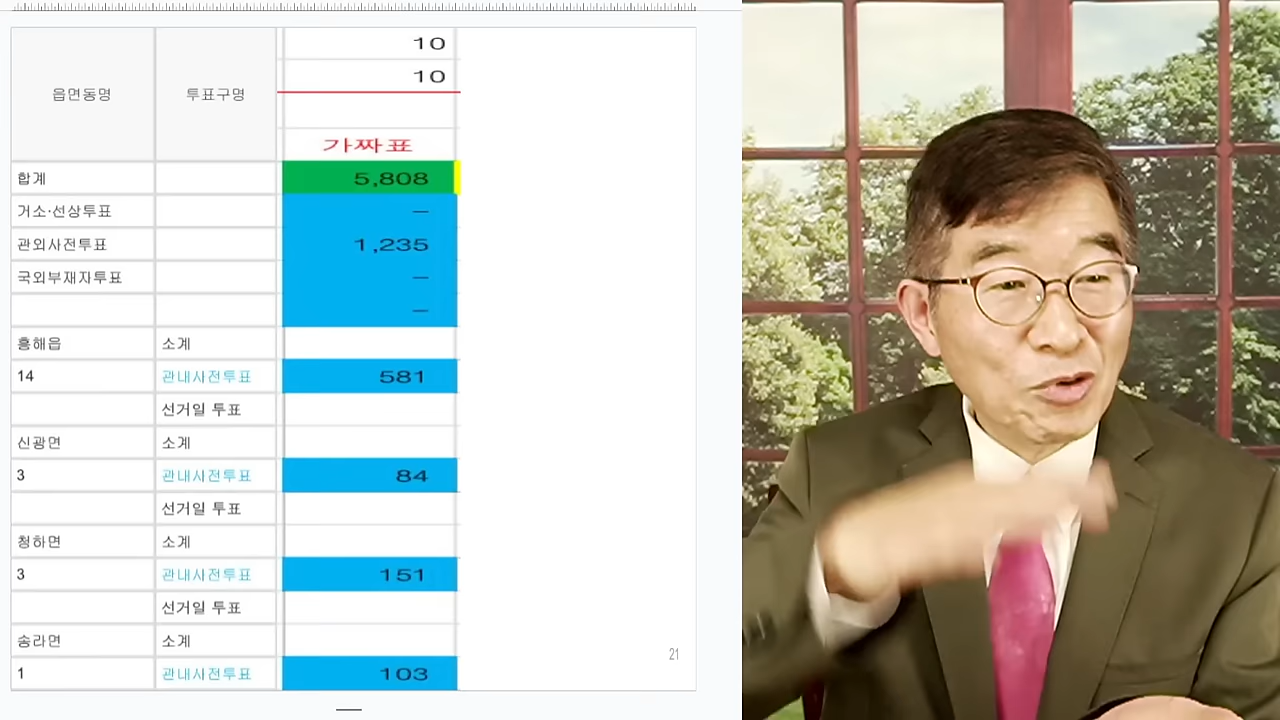 10
10
읍면동명 투표구명
가짜표
합계 5,808
거소·선상투표 —
관외사전투표 1,235
국외부재자투표 —
—
흥해읍 소계
14 관내사전투표 581
선거일 투표
신광면 소계
3 관내사전투표 84
선거일 투표
청하면 소계
3 관내사전투표 151
선거일 투표
송라면 소계
1 관내사전투표 103
21